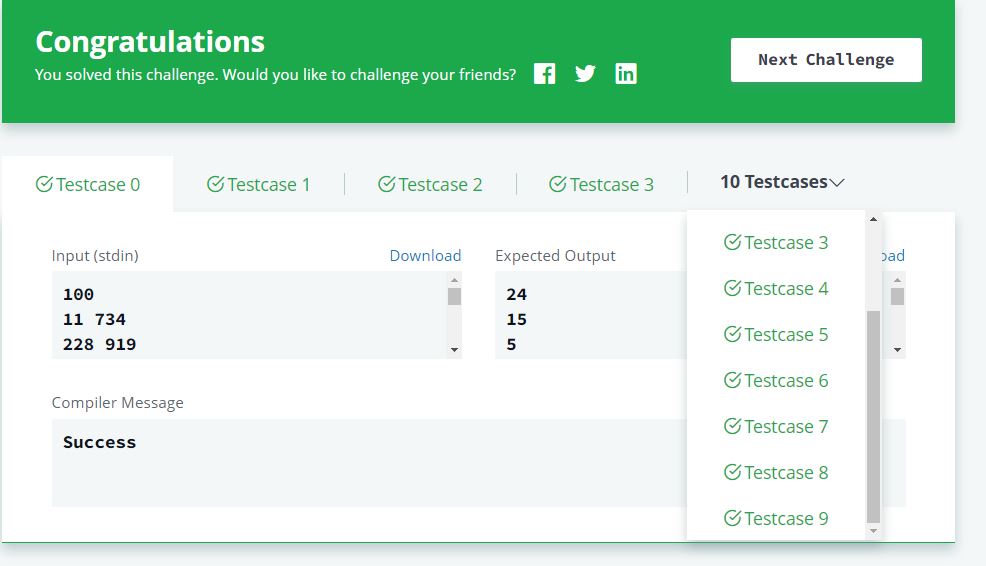 Congratulations
You solved this challenge. Would you like to challenge your friends?
Next Challenge
Testcase 0
Testcase 1
Testcase 2
Testcase 3
10 Testcases
Input (stdin)
Download
Expected Output
oad
100
11 734
228 919
24
15
5
Compiler Message
Success
Testcase 3
Testcase 4
Testcase 5
Testcase 6
Testcase 7
Testcase 8
Testcase 9